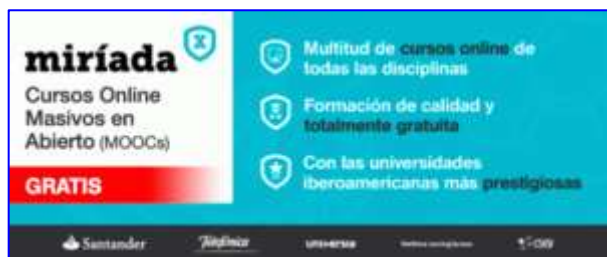 miríada X
Cursos Online
Masivos en
Abierto (MOOCs)
GRATIS
Multitud de cursos online de
todas las disciplinas
Formación de calidad y
totalmente gratuita
Con las universidades
iberoamericanas más prestigiosas
Santander
Telefónica
universia